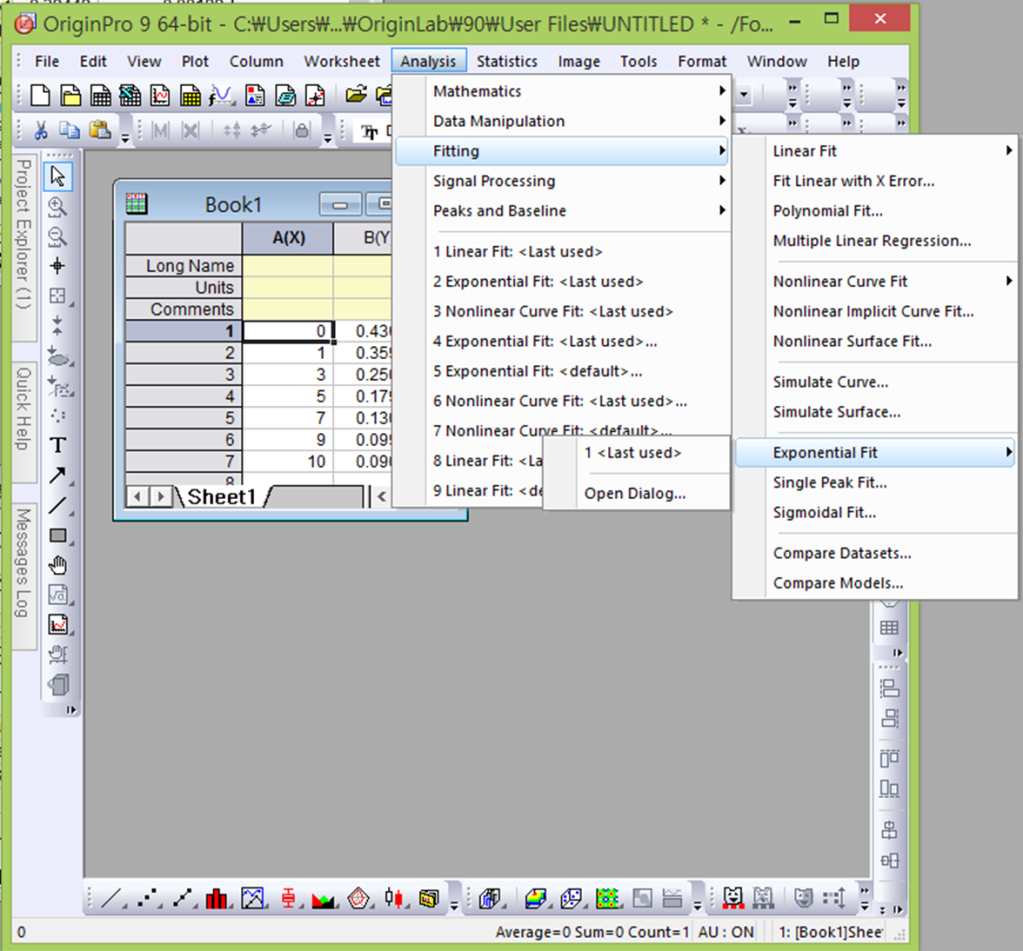 OriginPro 9 64-bit - C:₩Users₩...₩OriginLab₩90₩User Files₩UNTITLED * - /Fo...
File Edit View Plot Column Worksheet Analysis Statistics Image Tools Format Window Help
Mathematics
Data Manipulation
Fitting
Signal Processing
Peaks and Baseline
1 Linear Fit: <Last used>
2 Exponential Fit: <Last used>
3 Nonlinear Curve Fit: <Last used>
4 Exponential Fit: <Last used>...
5 Exponential Fit: <default>...
6 Nonlinear Curve Fit: <Last used>...
7 Nonlinear Curve Fit: <default>...
8 Linear Fit: <La
9 Linear Fit: <de
1 <Last used>
Open Dialog...
Linear Fit
Fit Linear with X Error...
Polynomial Fit...
Multiple Linear Regression...
Nonlinear Curve Fit
Nonlinear Implicit Curve Fit...
Nonlinear Surface Fit...
Simulate Curve...
Simulate Surface...
Exponential Fit
Single Peak Fit...
Sigmoidal Fit...
Compare Datasets...
Compare Models...
Project Explorer (1)
Quick Help
Messages Log
Book1
A(X) B(Y
Long Name
Units
Comments
1 0 0.43
2 1 0.35
3 3 0.25
4 5 0.17
5 7 0.13
6 9 0.09
7 10 0.09
8
Sheet1
T
0
Average=0 Sum=0 Count=1 AU : ON 1: [Book1]Shee